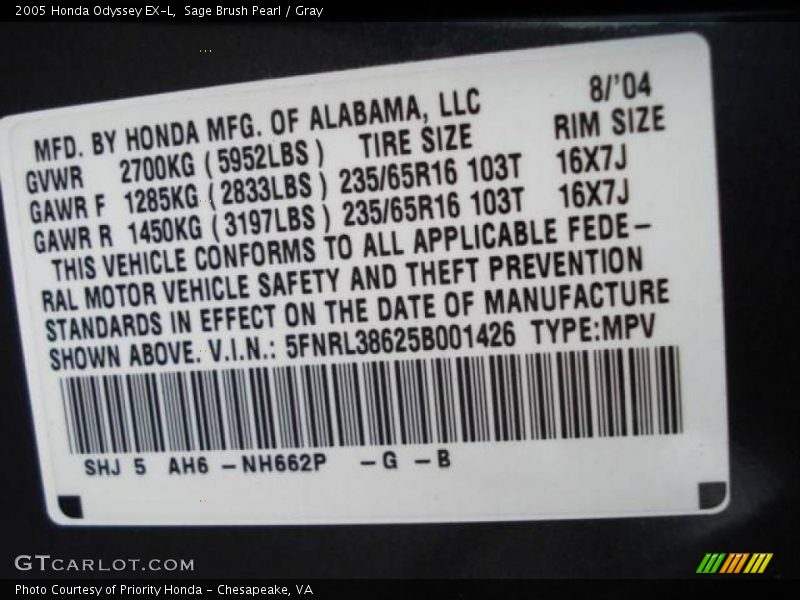 2005 Honda Odyssey EX-L,  Sage Brush Pearl / Gray
8/'04
MFD. BY HONDA MFG. OF ALABAMA, LLC
GVWR 2700KG (5952LBS) TIRE SIZE RIM SIZE
GAWR F 1285KG (2833LBS) 235/65R16 103T 16X7J
GAWR R 1450KG (3197LBS) 235/65R16 103T 16X7J
THIS VEHICLE CONFORMS TO ALL APPLICABLE FEDE-
RAL MOTOR VEHICLE SAFETY AND THEFT PREVENTION
STANDARDS IN EFFECT ON THE DATE OF MANUFACTURE
SHOWN ABOVE. V.I.N.: 5FNRL38625B001426 TYPE:MPV
SHJ 5 AH6 -NH662P -G -B
GTCARLOT.COM
Photo Courtesy of Priority Honda - Chesapeake, VA